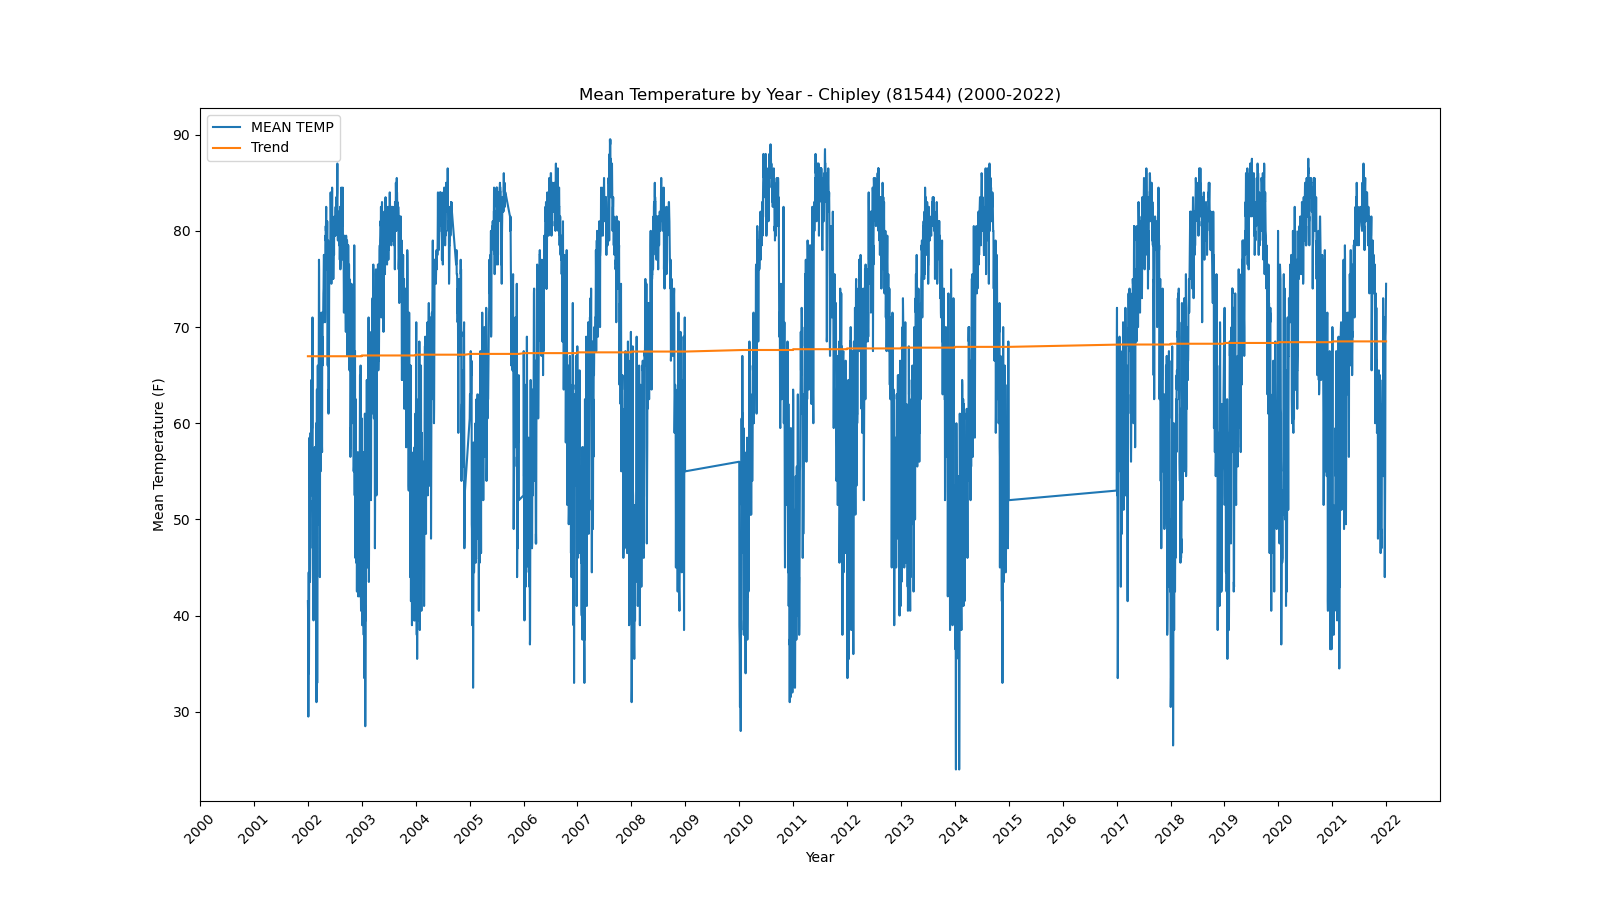 Mean Temperature by Year - Chipley (81544) (2000-2022)
MEAN TEMP
Trend
Mean Temperature (F)
90
80
70
60
50
40
30
2000 2001 2002 2003 2004 2005 2006 2007 2008 2009 2010 2011 2012 2013 2014 2015 2016 2017 2018 2019 2020 2021 2022
Year